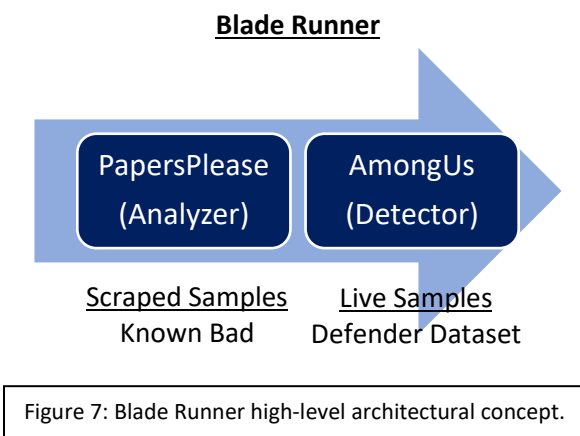 Blade Runner
PapersPlease
(Analyzer)
AmongUs
(Detector)
Scraped Samples
Known Bad
Live Samples
Defender Dataset
Figure 7: Blade Runner high-level architectural concept.